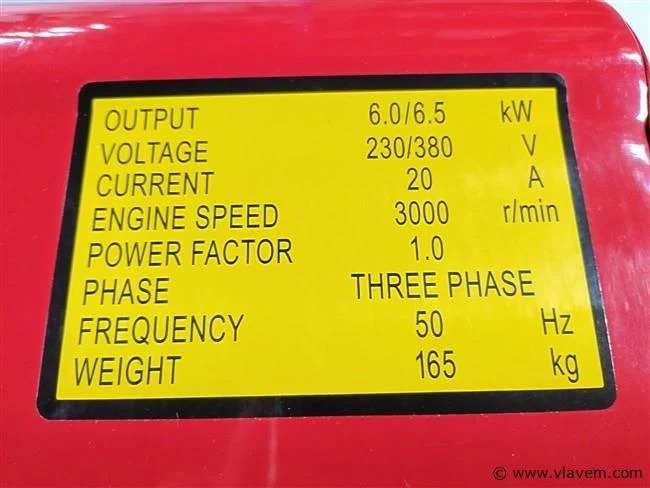 OUTPUT 6.0/6.5 kW
VOLTAGE 230/380 V
CURRENT 20 A
ENGINE SPEED 3000 r/min
POWER FACTOR 1.0
PHASE THREE PHASE
FREQUENCY 50 Hz
WEIGHT 165 kg
© www.vlavem.com